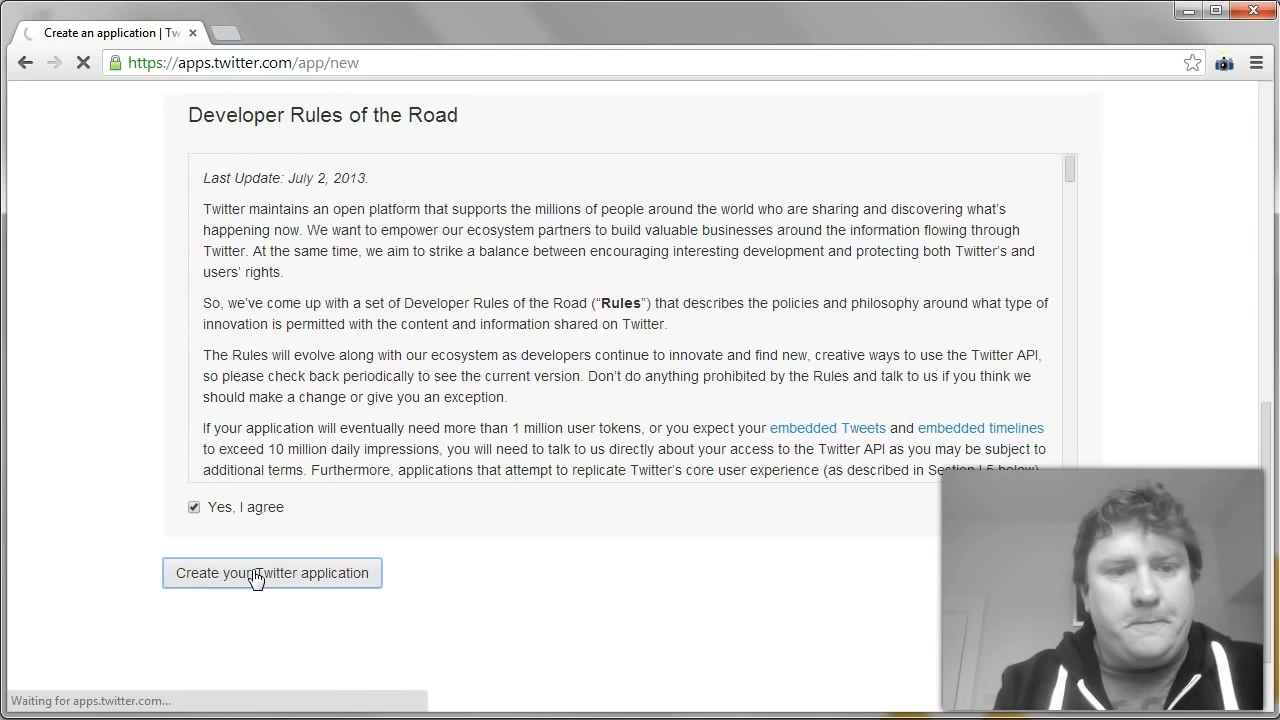 Create an application | Tw
https://apps.twitter.com/app/new
Developer Rules of the Road
Last Update: July 2, 2013.
Twitter maintains an open platform that supports the millions of people around the world who are sharing and discovering what’s
happening now. We want to empower our ecosystem partners to build valuable businesses around the information flowing through
Twitter. At the same time, we aim to strike a balance between encouraging interesting development and protecting both Twitter’s and
users’ rights.
So, we’ve come up with a set of Developer Rules of the Road (“Rules”) that describes the policies and philosophy around what type of
innovation is permitted with the content and information shared on Twitter.
The Rules will evolve along with our ecosystem as developers continue to innovate and find new, creative ways to use the Twitter API,
so please check back periodically to see the current version. Don’t do anything prohibited by the Rules and talk to us if you think we
should make a change or give you an exception.
If your application will eventually need more than 1 million user tokens, or you expect your embedded Tweets and embedded timelines
to exceed 10 million daily impressions, you will need to talk to us directly about your access to the Twitter API as you may be subject to
additional terms. Furthermore, applications that attempt to replicate Twitter’s core user experience (as described in Section I.5 below)
Yes, I agree
Create your Twitter application
Waiting for apps.twitter.com...